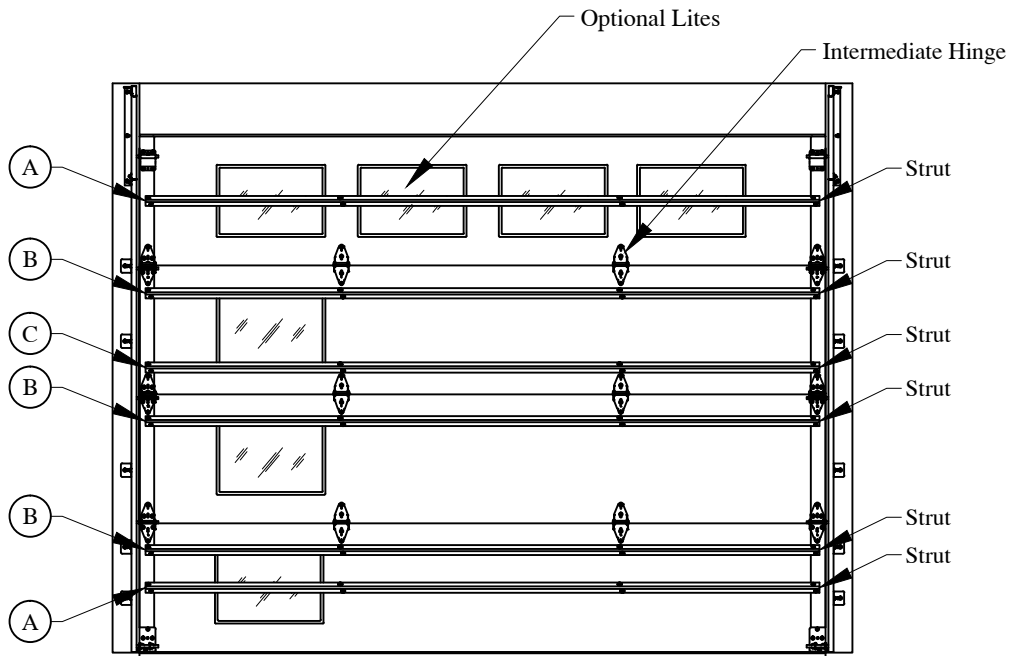 Optional Lites
Intermediate Hinge
A
Strut
B
Strut
C
Strut
B
Strut
B
Strut
Strut
A